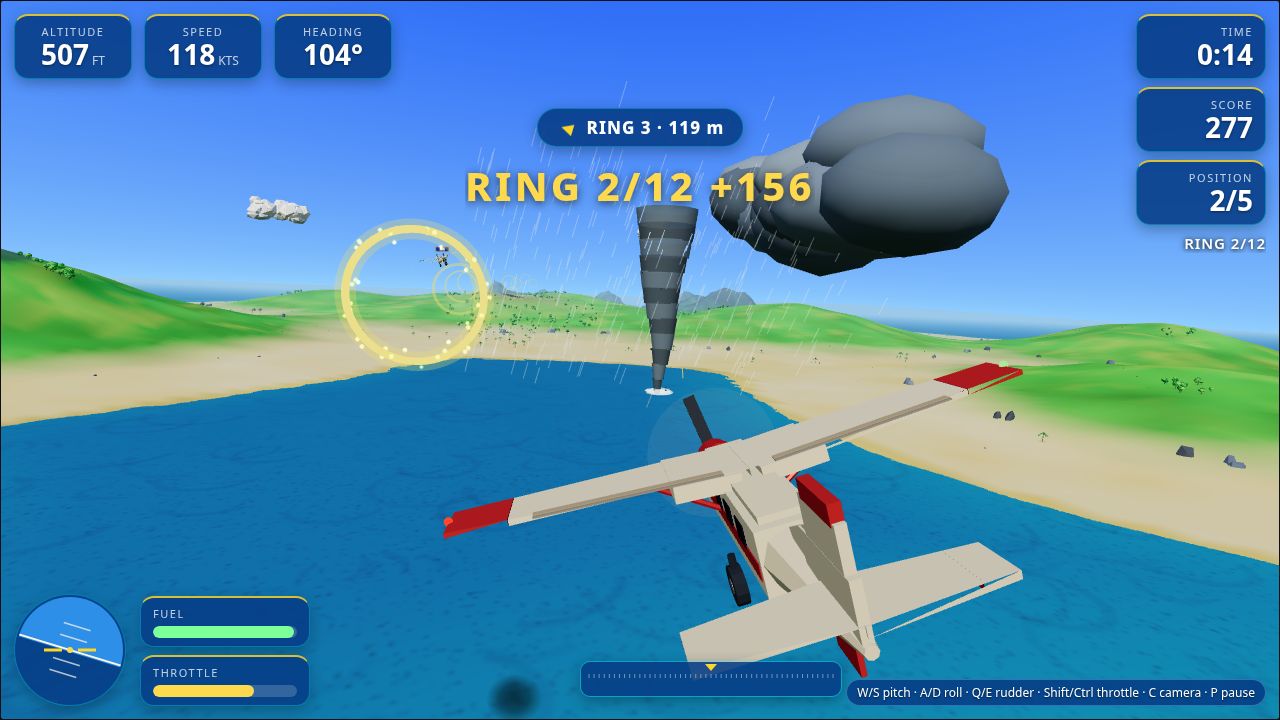 ALTITUDE
507 FT
SPEED
118 KTS
HEADING
104°
TIME
0:14
SCORE
277
POSITION
2/5
RING 2/12
RING 3 · 119 m
RING 2/12 +156
FUEL
THROTTLE
W/S pitch · A/D roll · Q/E rudder · Shift/Ctrl throttle · C camera · P pause